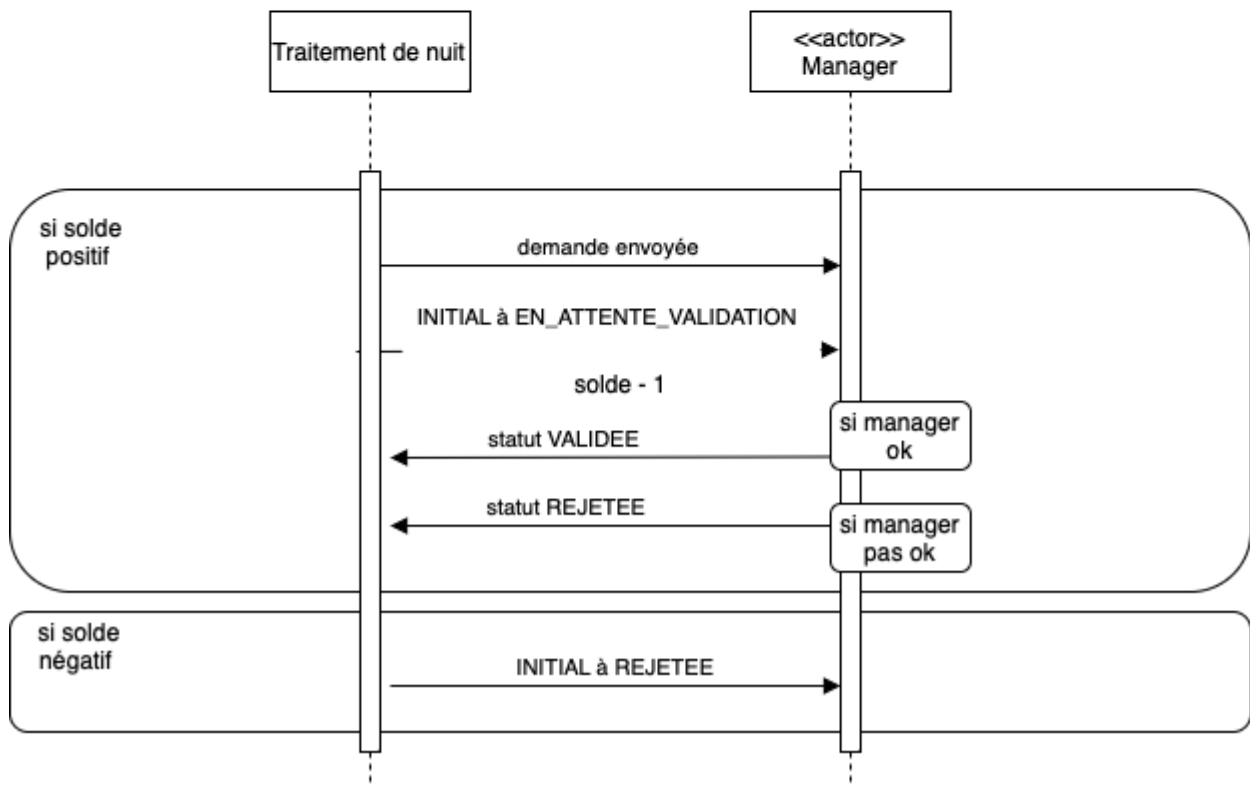 Traitement de nuit
<<actor>>
Manager
si solde
positif
demande envoyée
INITIAL à EN_ATTENTE_VALIDATION
solde - 1
si manager
ok
statut VALIDEE
statut REJETEE
si manager
pas ok
si solde
négatif
INITIAL à REJETEE